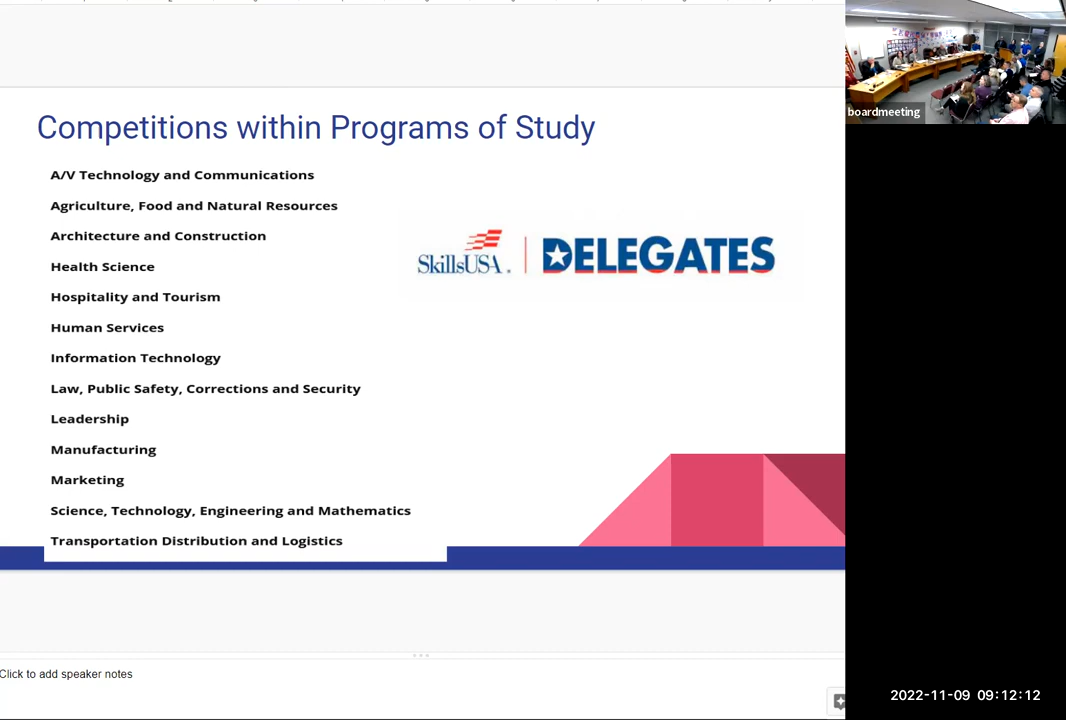 Competitions within Programs of Study
A/V Technology and Communications
Agriculture, Food and Natural Resources
Architecture and Construction
Health Science
Hospitality and Tourism
Human Services
Information Technology
Law, Public Safety, Corrections and Security
Leadership
Manufacturing
Marketing
Science, Technology, Engineering and Mathematics
Transportation Distribution and Logistics
SkillsUSA. | DELEGATES
Click to add speaker notes
boardmeeting
2022-11-09 09:12:12